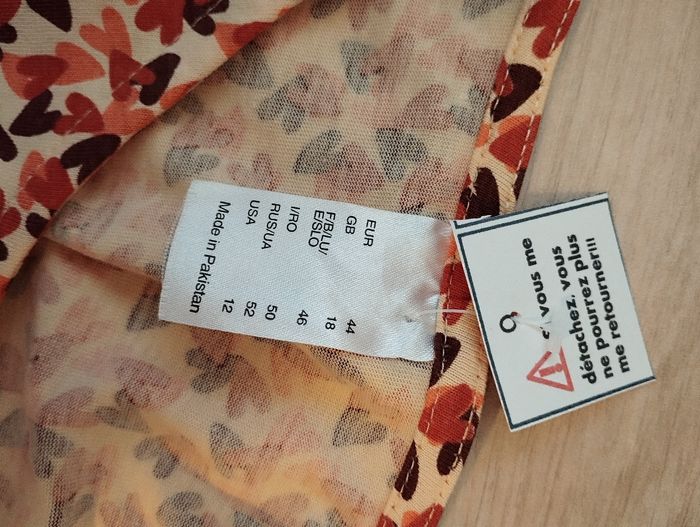 EUR 44
GB 18
F/B/LU/
E/SLO 46
I/RO 50
RUS/UA 52
USA 12
Made in Pakistan
vous me
détachez, vous
ne pourrez plus
me retourner!!!